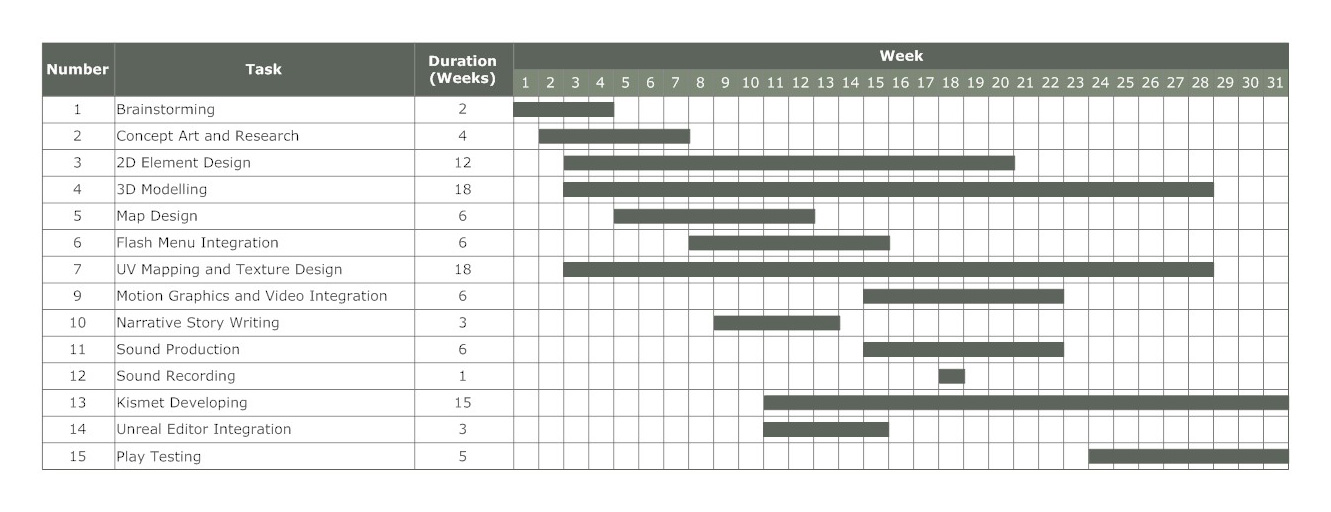 Number Task Duration (Weeks) Week
1 2 3 4 5 6 7 8 9 10 11 12 13 14 15 16 17 18 19 20 21 22 23 24 25 26 27 28 29 30 31
1 Brainstorming 2
2 Concept Art and Research 4
3 2D Element Design 12
4 3D Modelling 18
5 Map Design 6
6 Flash Menu Integration 6
7 UV Mapping and Texture Design 18
9 Motion Graphics and Video Integration 6
10 Narrative Story Writing 3
11 Sound Production 6
12 Sound Recording 1
13 Kismet Developing 15
14 Unreal Editor Integration 3
15 Play Testing 5